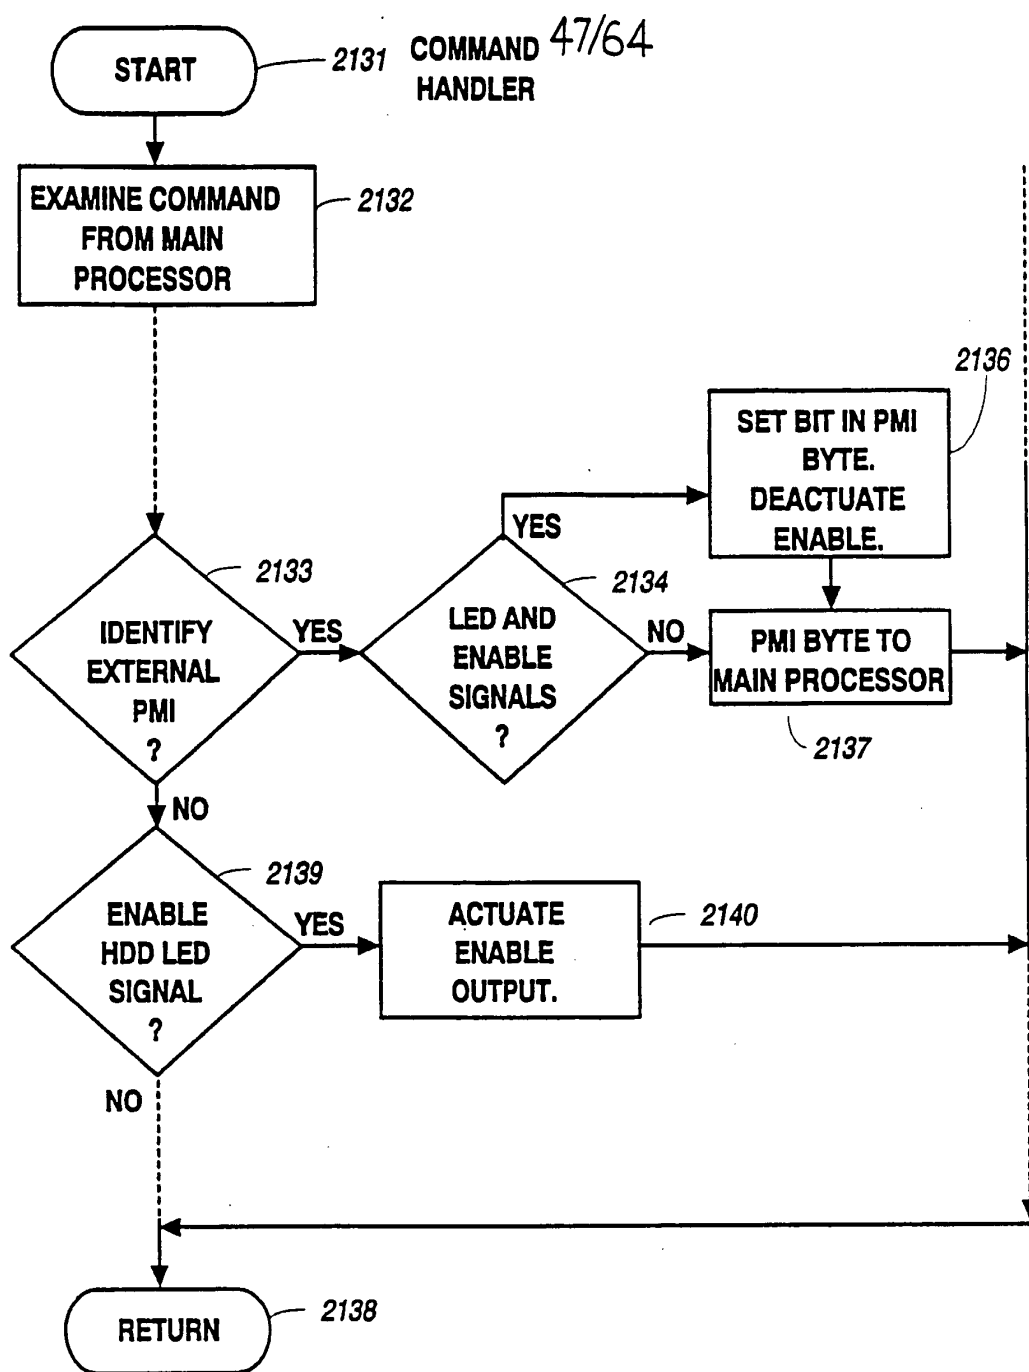 START
2131
COMMAND
HANDLER
47/64
EXAMINE COMMAND
FROM MAIN
PROCESSOR
2132
2136
SET BIT IN PMI
BYTE.
DEACTUATE
ENABLE.
YES
2133
IDENTIFY
EXTERNAL
PMI
?
YES
2134
LED AND
ENABLE
SIGNALS
?
NO
PMI BYTE TO
MAIN PROCESSOR
2137
NO
2139
ENABLE
HDD LED
SIGNAL
?
YES
ACTUATE
ENABLE
OUTPUT.
2140
NO
RETURN
2138